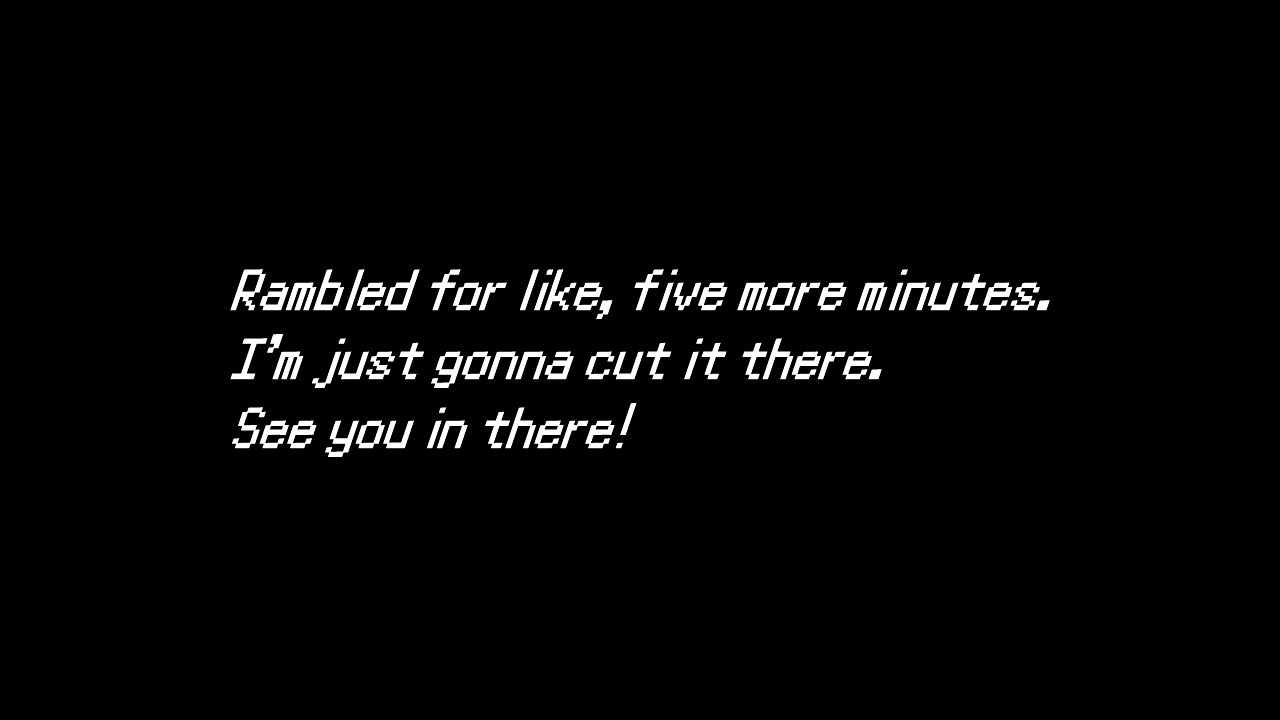 Rambled for like, five more minutes.
I'm just gonna cut it there.
See you in there!